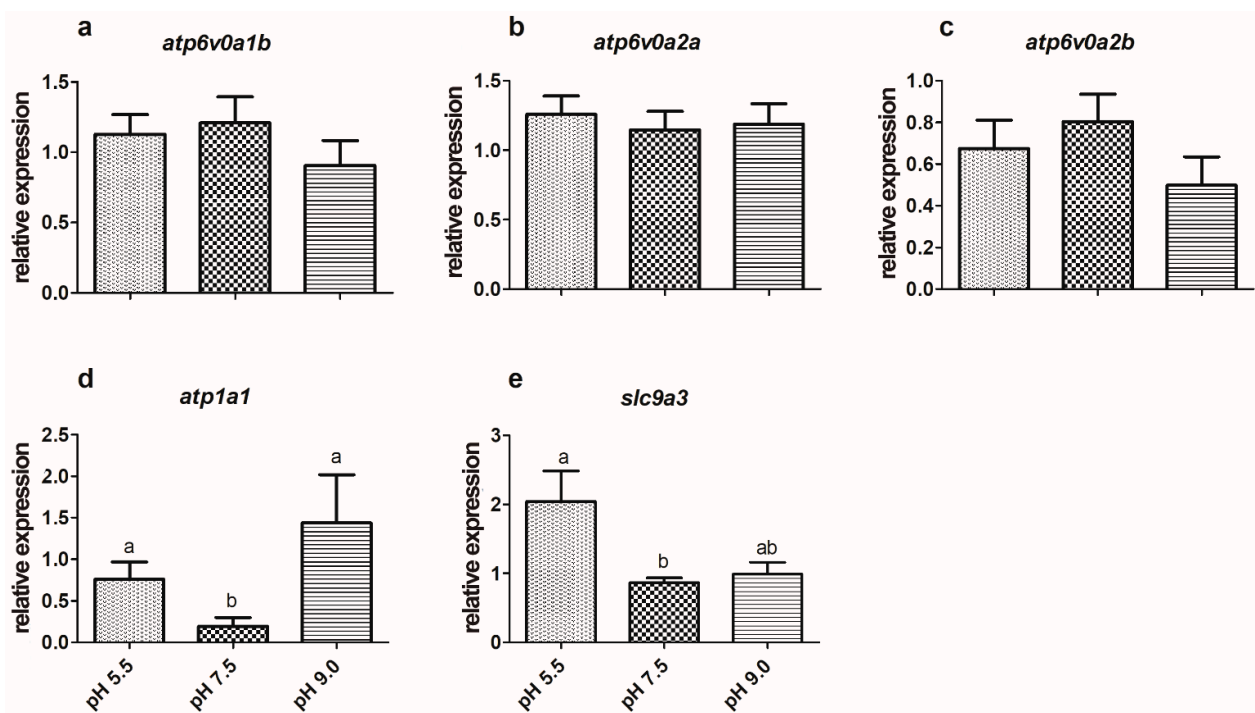 a
atp6v0a1b
relative expression
1.5
1.0
0.5
0.0
b
atp6v0a2a
relative expression
1.5
1.0
0.5
0.0
c
atp6v0a2b
relative expression
1.0
0.8
0.6
0.4
0.2
0.0
d
atp1a1
relative expression
2.5
2.0
1.5
1.0
0.5
0.0
a
b
a
pH 5.5
pH 7.5
pH 9.0
e
slc9a3
relative expression
3
2
1
0
a
b
ab
pH 5.5
pH 7.5
pH 9.0